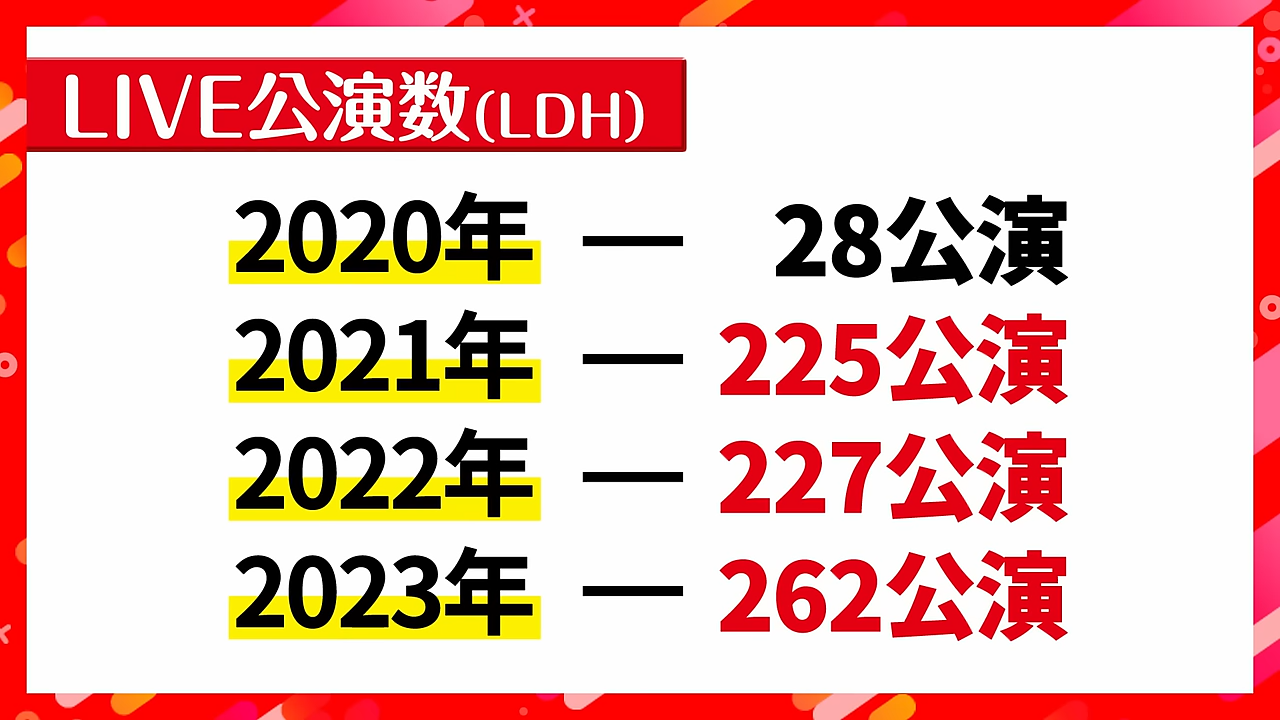 LIVE公演数(LDH)
2020年 ― 28公演
2021年 ― 225公演
2022年 ― 227公演
2023年 ― 262公演